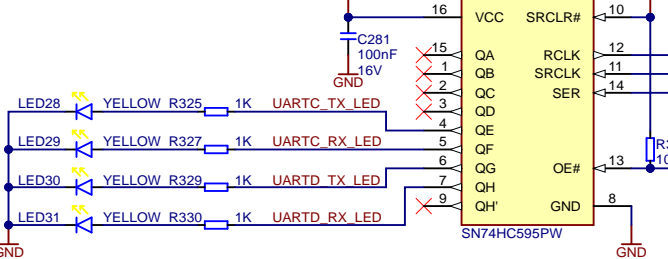 16 VCC SRCLR# 10
C281
100nF
16V
GND
15 QA RCLK 12
1 QB SRCLK 11
2 QC SER 14
3 QD
LED28 YELLOW R325 1K UARTC_TX_LED 4 QE
LED29 YELLOW R327 1K UARTC_RX_LED 5 QF
LED30 YELLOW R329 1K UARTD_TX_LED 6 QG OE# 13
LED31 YELLOW R330 1K UARTD_RX_LED 7 QH
9 QH' GND 8
SN74HC595PW
GND
GND